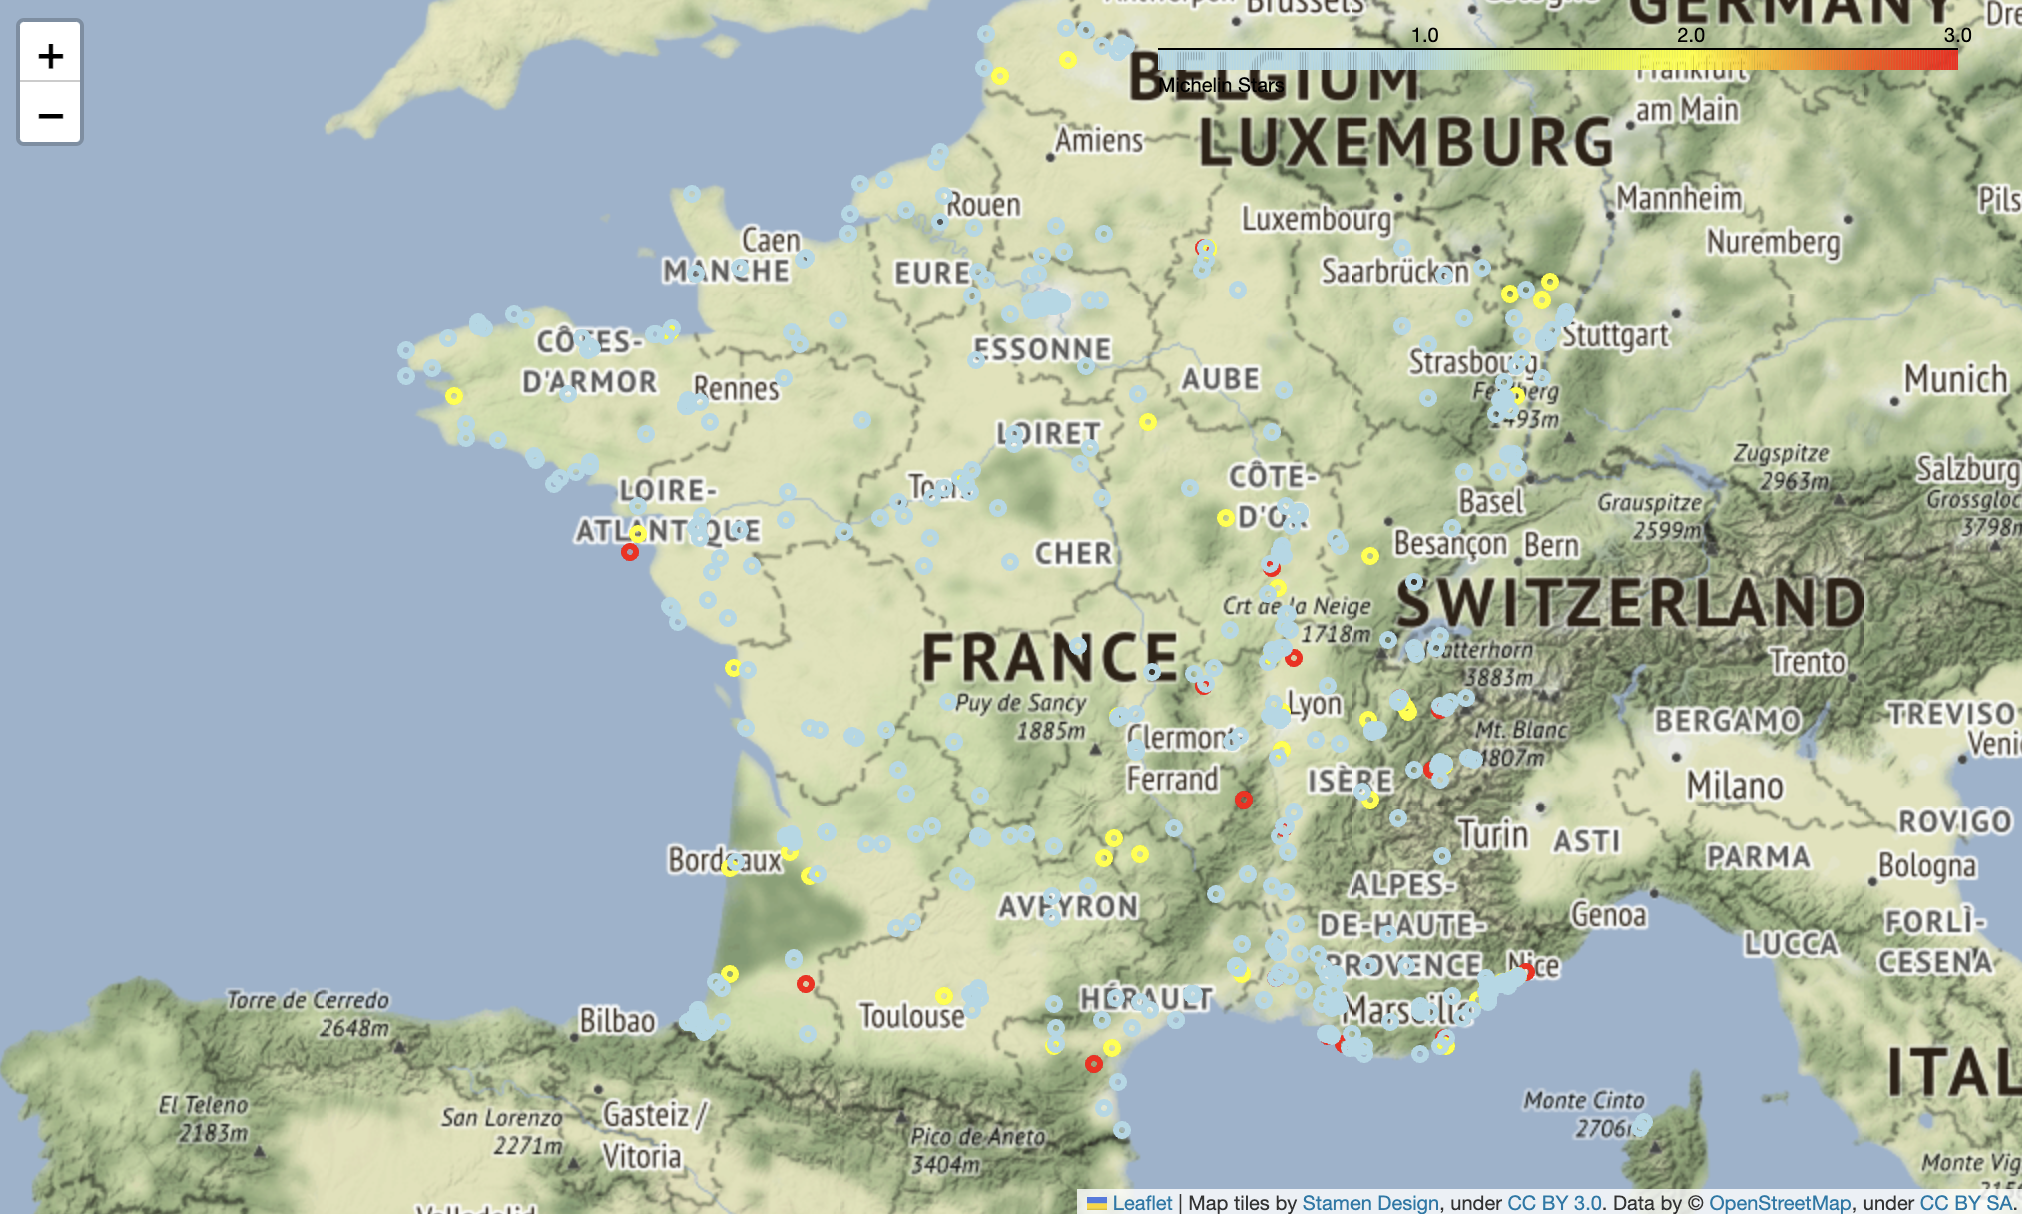 +
−
Brussels
GERMANY
1.0
2.0
3.0
Michelin Stars
BELGIUM
Frankfurt
am Main
LUXEMBURG
Amiens
Rouen
Luxembourg
Mannheim
Pils
Caen
MANCHE
EURE
Saarbrücken
Nuremberg
CÔTES-
D'ARMOR
Rennes
ESSONNE
AUBE
Strasbourg
Stuttgart
Feldberg
1493m
Munich
LOIRET
Tours
LOIRE-
ATLANTIQUE
CÔTE-
D'OR
Basel
Zugspitze
2963m
Salzburg
Grauspitze
2599m
Grossgloc
3798m
CHER
Besançon
Bern
SWITZERLAND
Crt de la Neige
1718m
FRANCE
Matterhorn
3883m
Trento
Puy de Sancy
1885m
Lyon
Mt. Blanc
4807m
BERGAMO
TREVISO
Veni
Clermont
Ferrand
ISÈRE
Milano
Turin
ASTI
ROVIGO
PARMA
Bologna
Bordeaux
AVEYRON
ALPES-
DE-HAUTE-
PROVENCE
Genoa
LUCCA
FORLÌ-
CESENA
Nice
Torre de Cerredo
2648m
Bilbao
Toulouse
HÉRAULT
Marseille
ITAL
El Teleno
2183m
San Lorenzo
2271m
Gasteiz /
Vitoria
Pico de Aneto
3404m
Monte Cinto
2706m
Monte Vig
Leaflet | Map tiles by Stamen Design, under CC BY 3.0. Data by © OpenStreetMap, under CC BY SA.